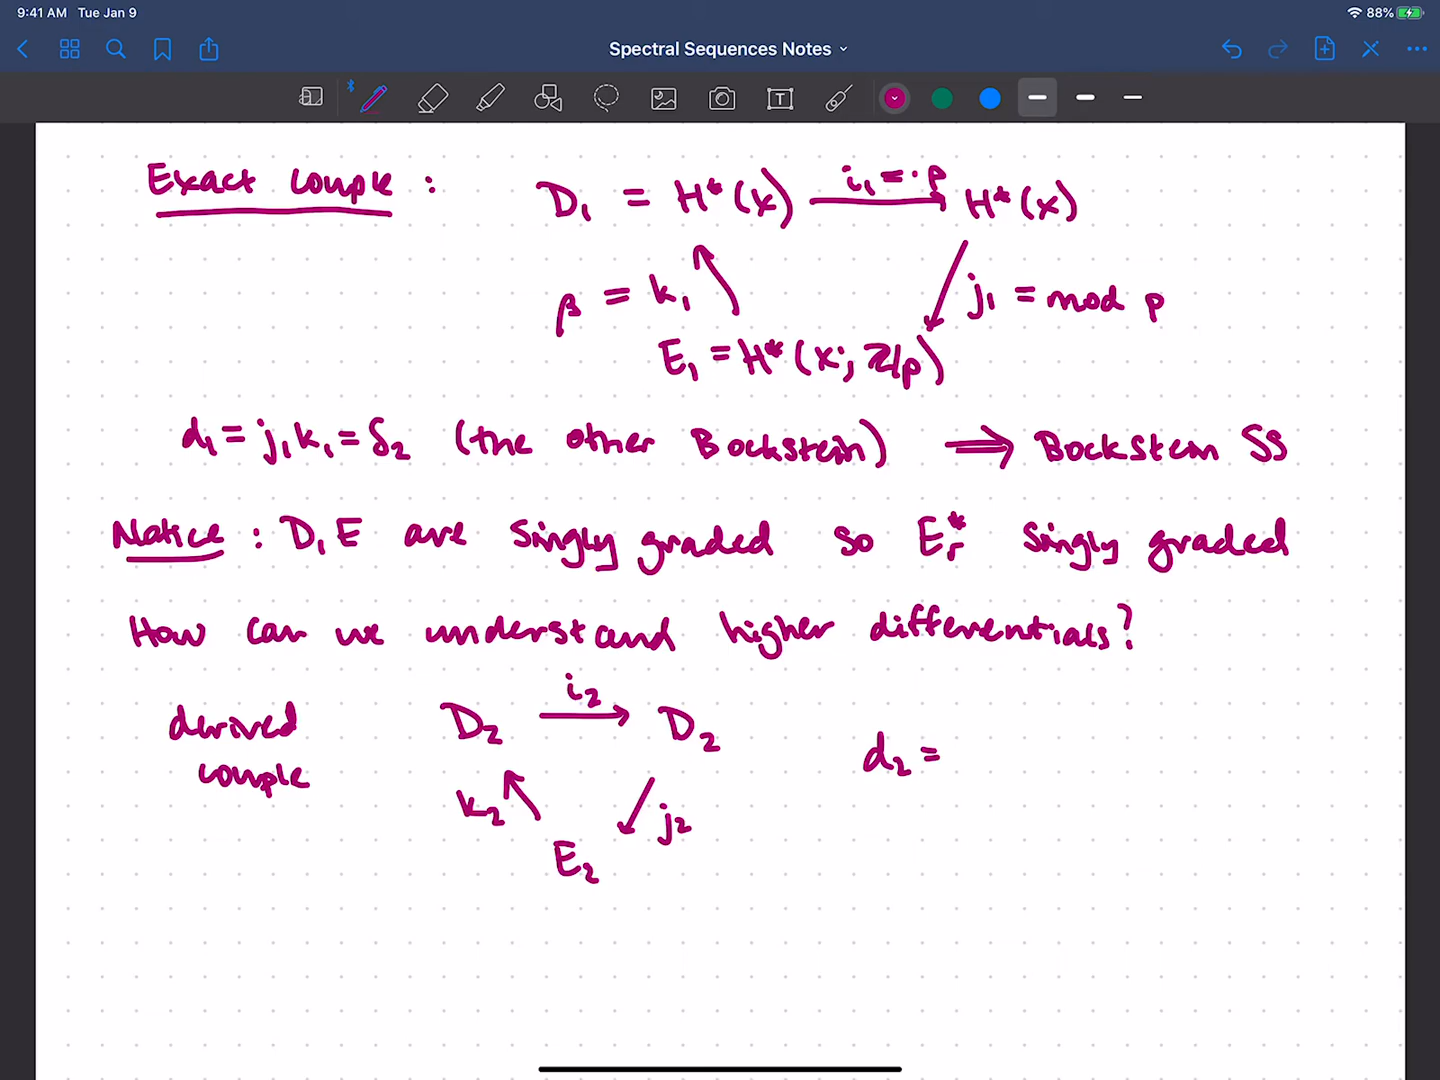 9:41 AM Tue Jan 9
88%
Spectral Sequences Notes
Exact couple : D₁ = H*(X) i₁ = ·p H*(X)
β = k₁ j₁ = mod p
E₁ = H*(X; ℤ/p)
d₁ = j₁k₁ = δ₂ (the other Bockstein) ⟹ Bockstein SS
Notice : D, E are singly graded so Eᵣ* singly graded
How can we understand higher differentials?
derived couple
D₂ i₂ D₂ d₂ =
k₂ j₂
E₂